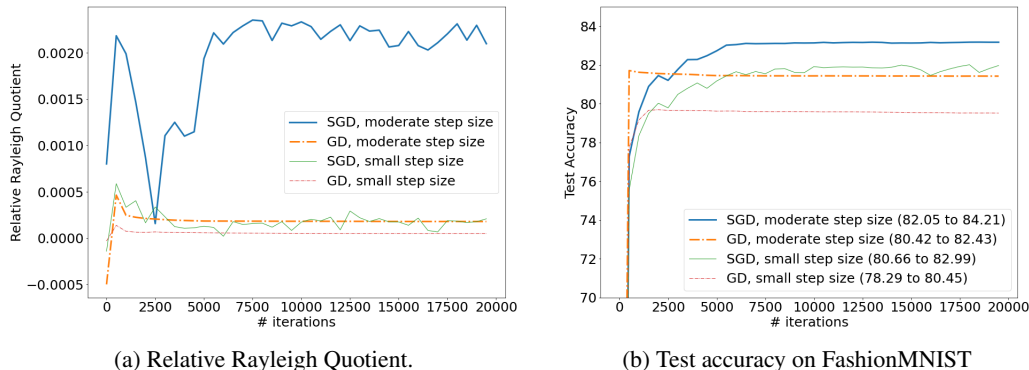 Relative Rayleigh Quotient
0.0020
0.0015
0.0010
0.0005
0.0000
−0.0005
SGD, moderate step size
GD, moderate step size
SGD, small step size
GD, small step size
0 2500 5000 7500 10000 12500 15000 17500 20000
# iterations
(a) Relative Rayleigh Quotient.
Test Accuracy
84
82
80
78
76
74
72
70
SGD, moderate step size (82.05 to 84.21)
GD, moderate step size (80.42 to 82.43)
SGD, small step size (80.66 to 82.99)
GD, small step size (78.29 to 80.45)
0 2500 5000 7500 10000 12500 15000 17500 20000
# iterations
(b) Test accuracy on FashionMNIST